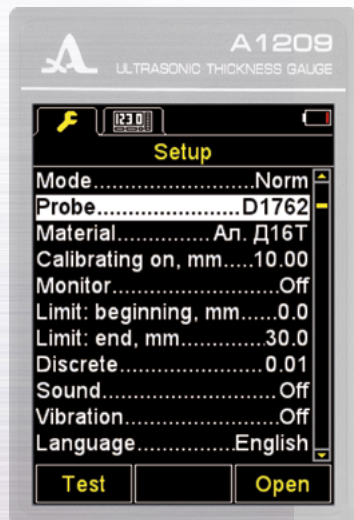 A1209
ULTRASONIC THICKNESS GAUGE
123.0
Setup
Mode..................Norm
Probe......................D1762
Material..............Ал. Д16Т
Calibrating on, mm.....10.00
Monitor.......................Off
Limit: beginning, mm......0.0
Limit: end, mm...........30.0
Discrete....................0.01
Sound........................Off
Vibration.....................Off
Language...............English
Test
Open